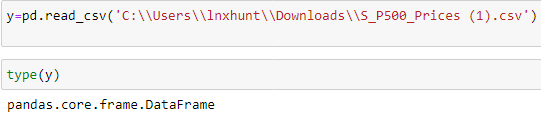 y=pd.read_csv('C:\\Users\\lnxhunt\\Downloads\\S_P500_Prices (1).csv')
type(y)
pandas.core.frame.DataFrame